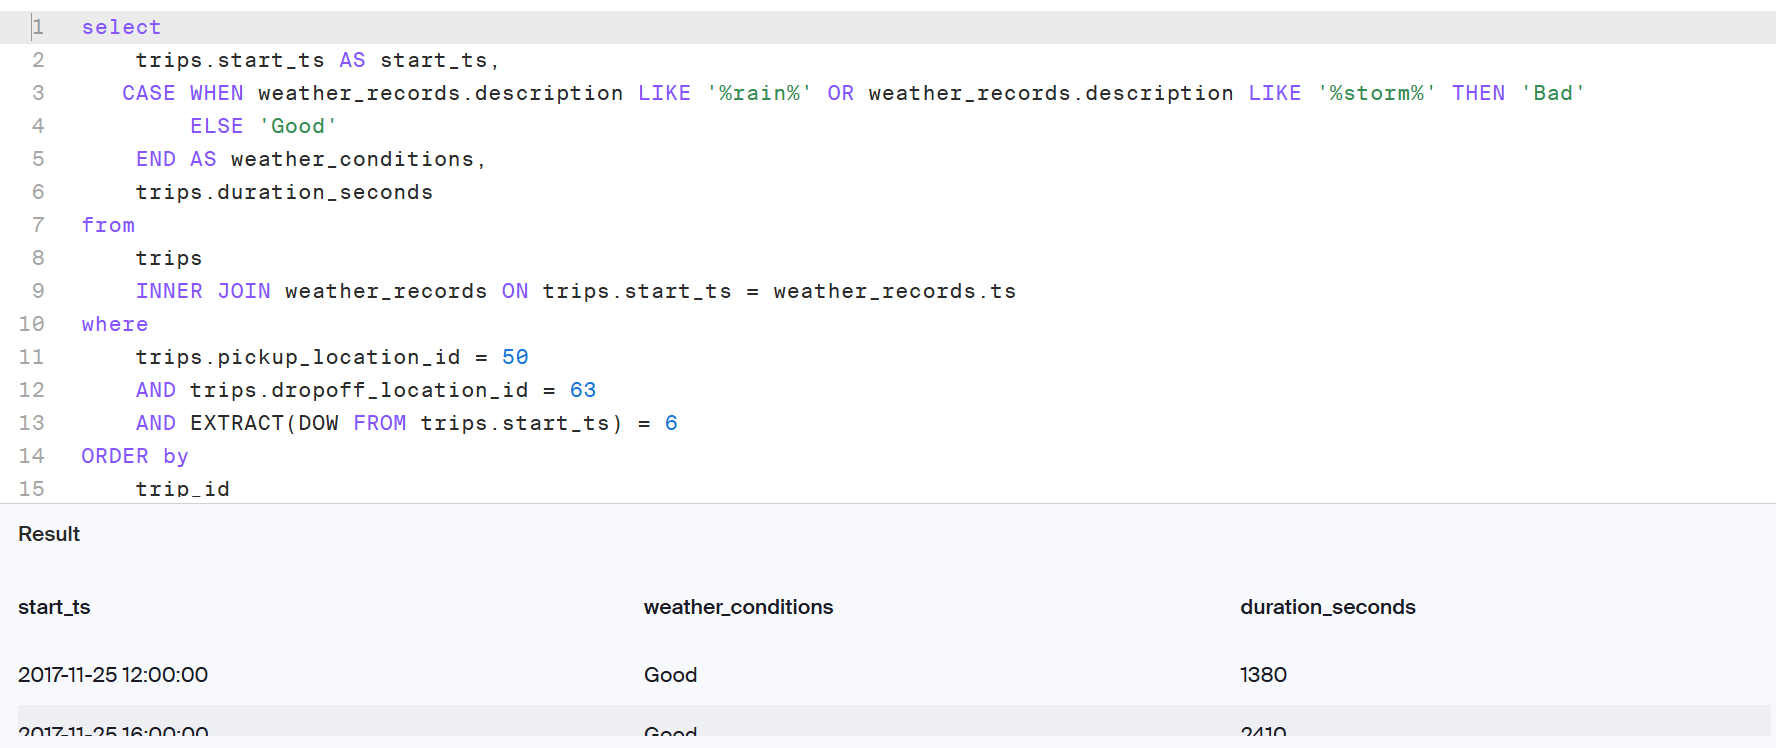 1 select
2 trips.start_ts AS start_ts,
3 CASE WHEN weather_records.description LIKE '%rain%' OR weather_records.description LIKE '%storm%' THEN 'Bad'
4 ELSE 'Good'
5 END AS weather_conditions,
6 trips.duration_seconds
7 from
8 trips
9 INNER JOIN weather_records ON trips.start_ts = weather_records.ts
10 where
11 trips.pickup_location_id = 50
12 AND trips.dropoff_location_id = 63
13 AND EXTRACT(DOW FROM trips.start_ts) = 6
14 ORDER by
15 trip_id
Result
start_ts weather_conditions duration_seconds
2017-11-25 12:00:00 Good 1380
2017-11-25 16:00:00 Good 2410